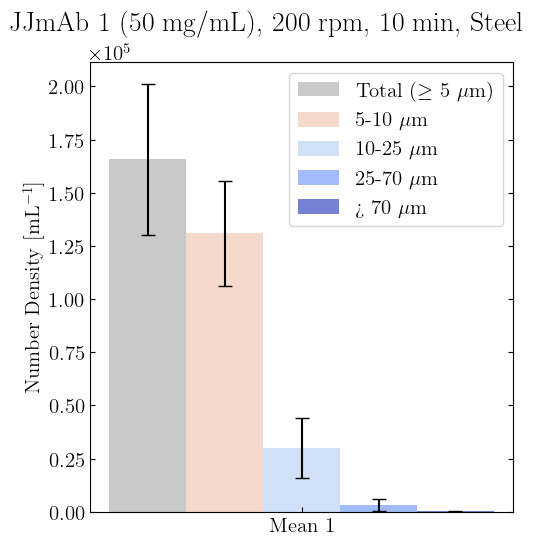 JJmAb 1 (50 mg/mL), 200 rpm, 10 min, Steel
×10⁵
2.00
1.75
1.50
1.25
1.00
0.75
0.50
0.25
0.00
Number Density [mL⁻¹]
Total (≥ 5 μm)
5-10 μm
10-25 μm
25-70 μm
¿ 70 μm
Mean 1